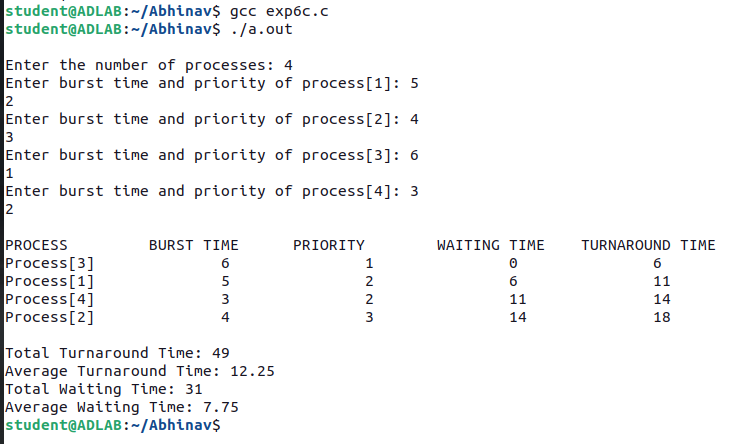 student@ADLAB:~/Abhinav$ gcc exp6c.c
student@ADLAB:~/Abhinav$ ./a.out
Enter the number of processes: 4
Enter burst time and priority of process[1]: 5
2
Enter burst time and priority of process[2]: 4
3
Enter burst time and priority of process[3]: 6
1
Enter burst time and priority of process[4]: 3
2
PROCESS BURST TIME PRIORITY WAITING TIME TURNAROUND TIME
Process[3] 6 1 0 6
Process[1] 5 2 6 11
Process[4] 3 2 11 14
Process[2] 4 3 14 18
Total Turnaround Time: 49
Average Turnaround Time: 12.25
Total Waiting Time: 31
Average Waiting Time: 7.75
student@ADLAB:~/Abhinav$